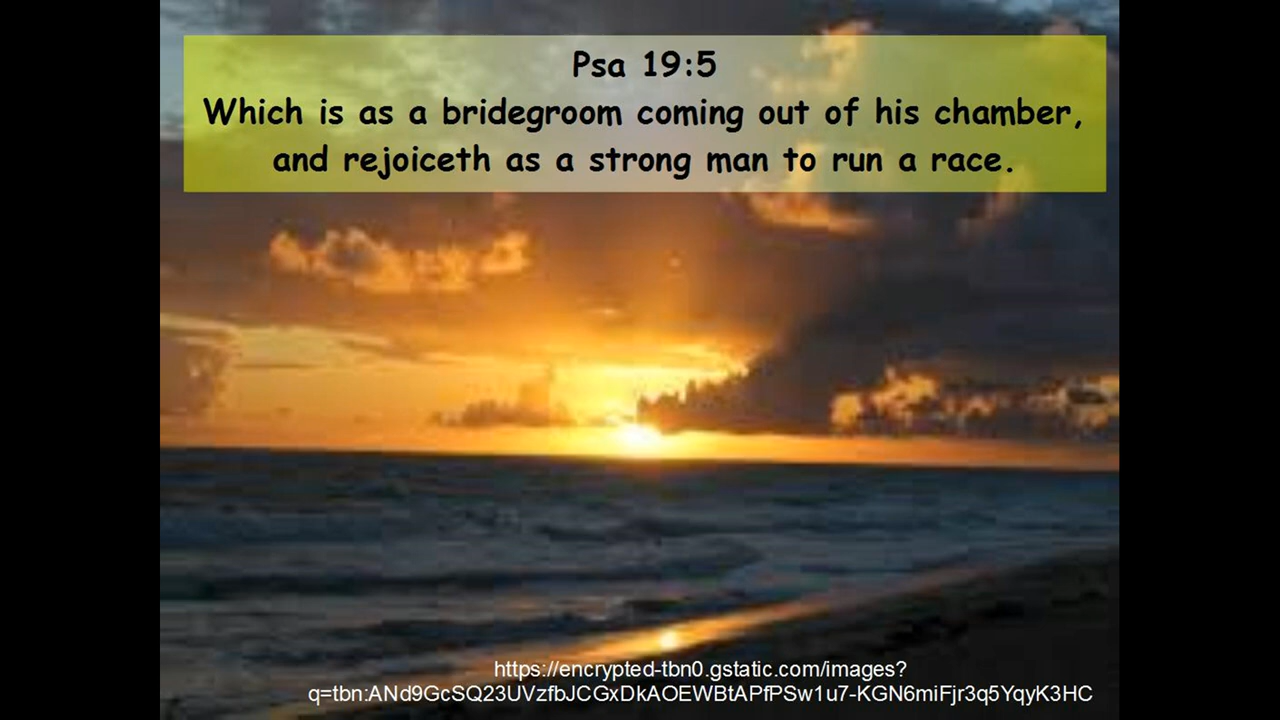 Psa 19:5
Which is as a bridegroom coming out of his chamber,
and rejoiceth as a strong man to run a race.
https://encrypted-tbn0.gstatic.com/images?
q=tbn:ANd9GcSQ23UVzfbJCGxDkAOEWBtAPfPSw1u7-KGN6miFjr3q5YqyK3HC